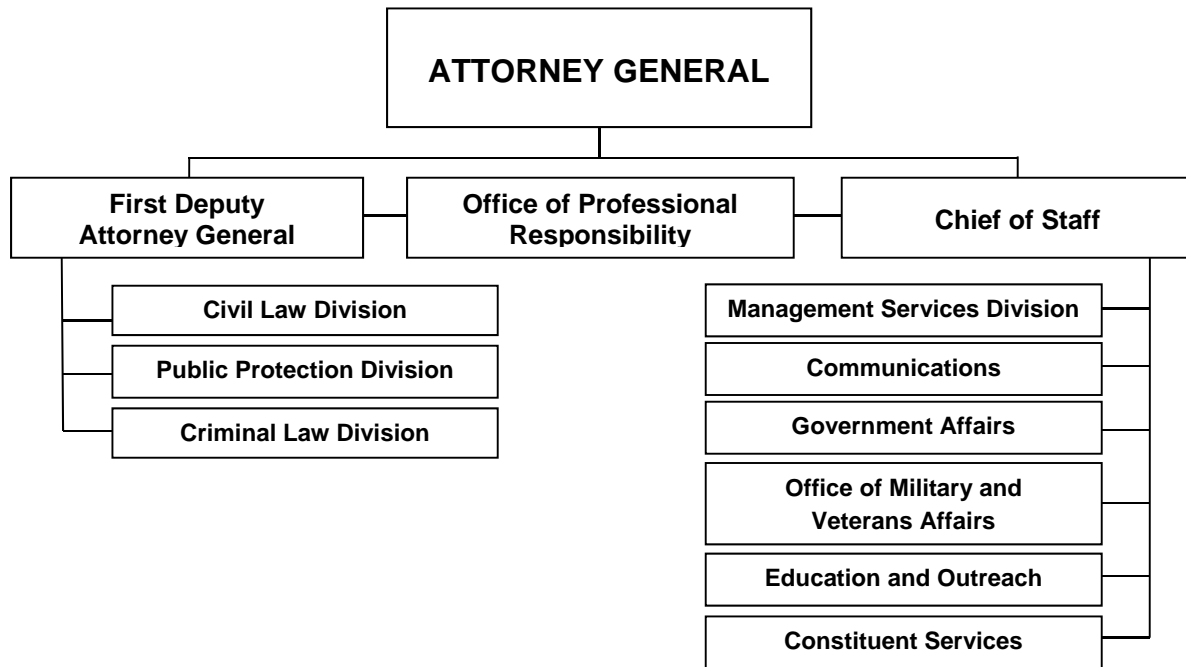 ATTORNEY GENERAL
First Deputy
Attorney General
Office of Professional
Responsibility
Chief of Staff
Civil Law Division
Public Protection Division
Criminal Law Division
Management Services Division
Communications
Government Affairs
Office of Military and
Veterans Affairs
Education and Outreach
Constituent Services